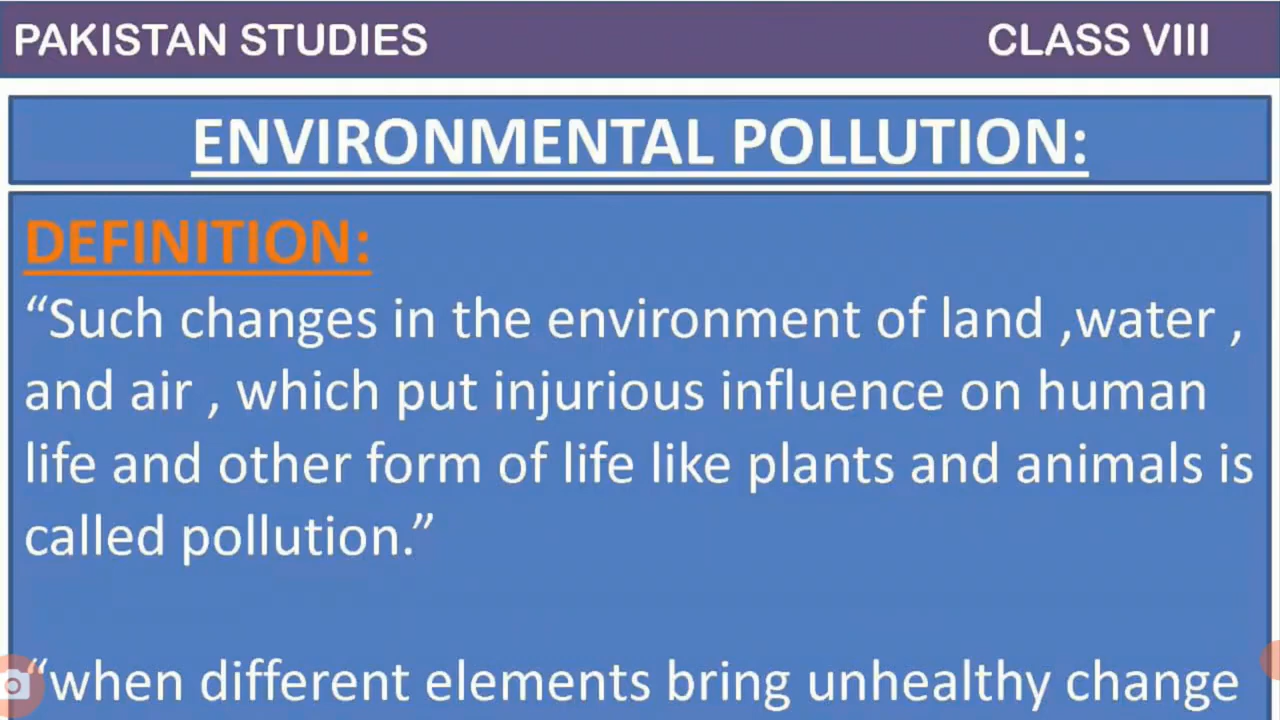 PAKISTAN STUDIES CLASS VIII
ENVIRONMENTAL POLLUTION:
DEFINITION:
“Such changes in the environment of land ,water ,
and air , which put injurious influence on human
life and other form of life like plants and animals is
called pollution.”
“when different elements bring unhealthy change